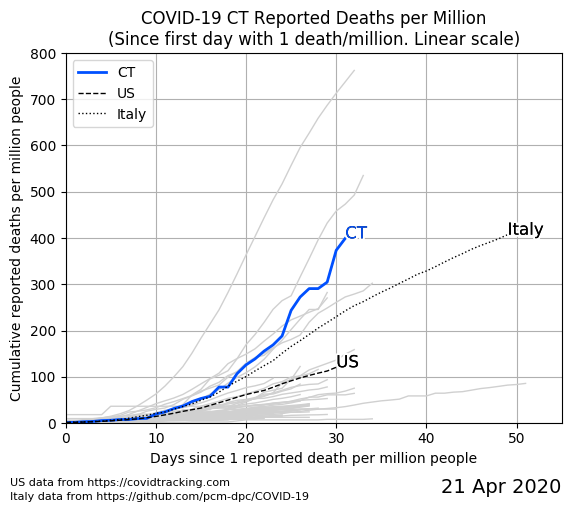 COVID-19 CT Reported Deaths per Million
(Since first day with 1 death/million. Linear scale)
800
700
600
500
400
300
200
100
0
Cumulative reported deaths per million people
CT
US
Italy
CT
Italy
US
0 10 20 30 40 50
Days since 1 reported death per million people
US data from https://covidtracking.com
Italy data from https://github.com/pcm-dpc/COVID-19
21 Apr 2020